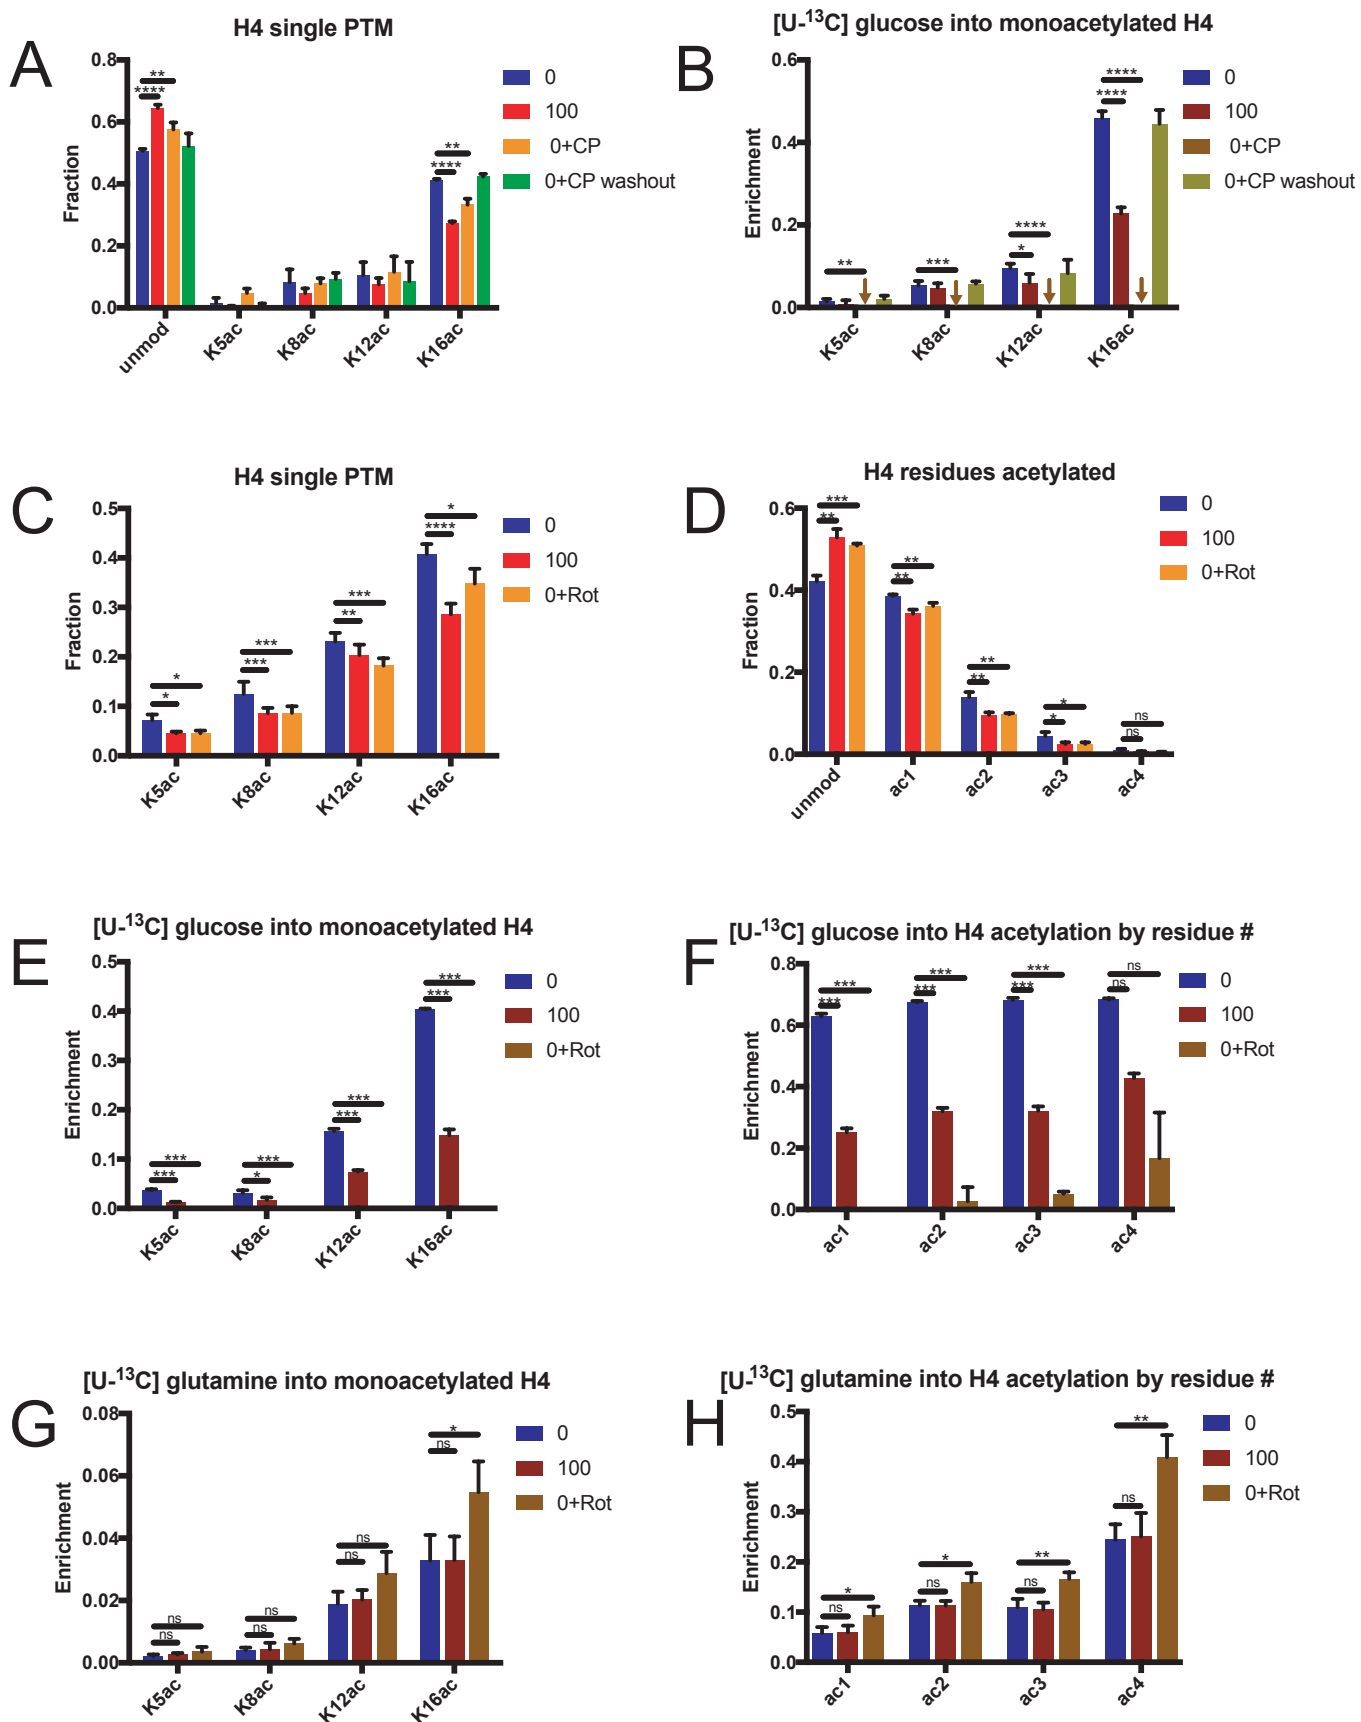 A
H4 single PTM
Fraction
0.8
0.6
0.4
0.2
0.0
**
****
**
****
unmod
K5ac
K8ac
K12ac
K16ac
0
100
0+CP
0+CP washout
B
[U-¹³C] glucose into monoacetylated H4
Enrichment
0.6
0.4
0.2
0.0
**
***
****
*
****
****
K5ac
K8ac
K12ac
K16ac
0
100
0+CP
0+CP washout
C
H4 single PTM
Fraction
0.5
0.4
0.3
0.2
0.1
0.0
*
*
***
***
***
**
*
****
K5ac
K8ac
K12ac
K16ac
0
100
0+Rot
D
H4 residues acetylated
Fraction
0.6
0.4
0.2
0.0
***
**
**
**
**
**
*
*
ns
ns
unmod
ac1
ac2
ac3
ac4
0
100
0+Rot
E
[U-¹³C] glucose into monoacetylated H4
Enrichment
0.5
0.4
0.3
0.2
0.1
0.0
***
***
***
*
***
***
***
***
K5ac
K8ac
K12ac
K16ac
0
100
0+Rot
F
[U-¹³C] glucose into H4 acetylation by residue #
Enrichment
0.8
0.6
0.4
0.2
0.0
***
***
***
***
***
***
ns
ns
ac1
ac2
ac3
ac4
0
100
0+Rot
G
[U-¹³C] glutamine into monoacetylated H4
Enrichment
0.08
0.06
0.04
0.02
0.00
ns
ns
ns
ns
ns
ns
*
ns
K5ac
K8ac
K12ac
K16ac
0
100
0+Rot
H
[U-¹³C] glutamine into H4 acetylation by residue #
Enrichment
0.5
0.4
0.3
0.2
0.1
0.0
*
ns
*
ns
**
ns
**
ns
ac1
ac2
ac3
ac4
0
100
0+Rot